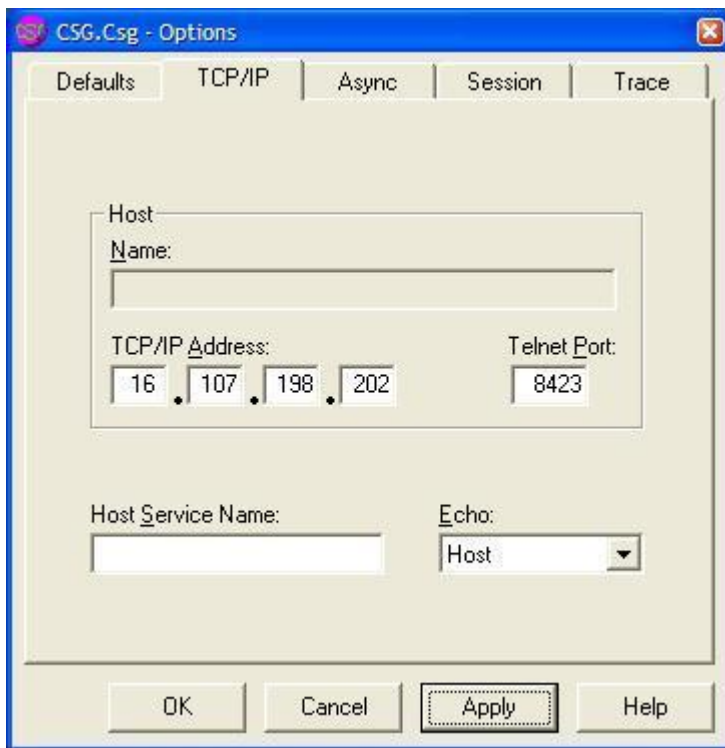 CSG CSG.Csg - Options
Defaults TCP/IP Async Session Trace
Host
Name:
TCP/IP Address: Telnet Port:
16 . 107 . 198 . 202 8423
Host Service Name: Echo:
Host
OK Cancel Apply Help